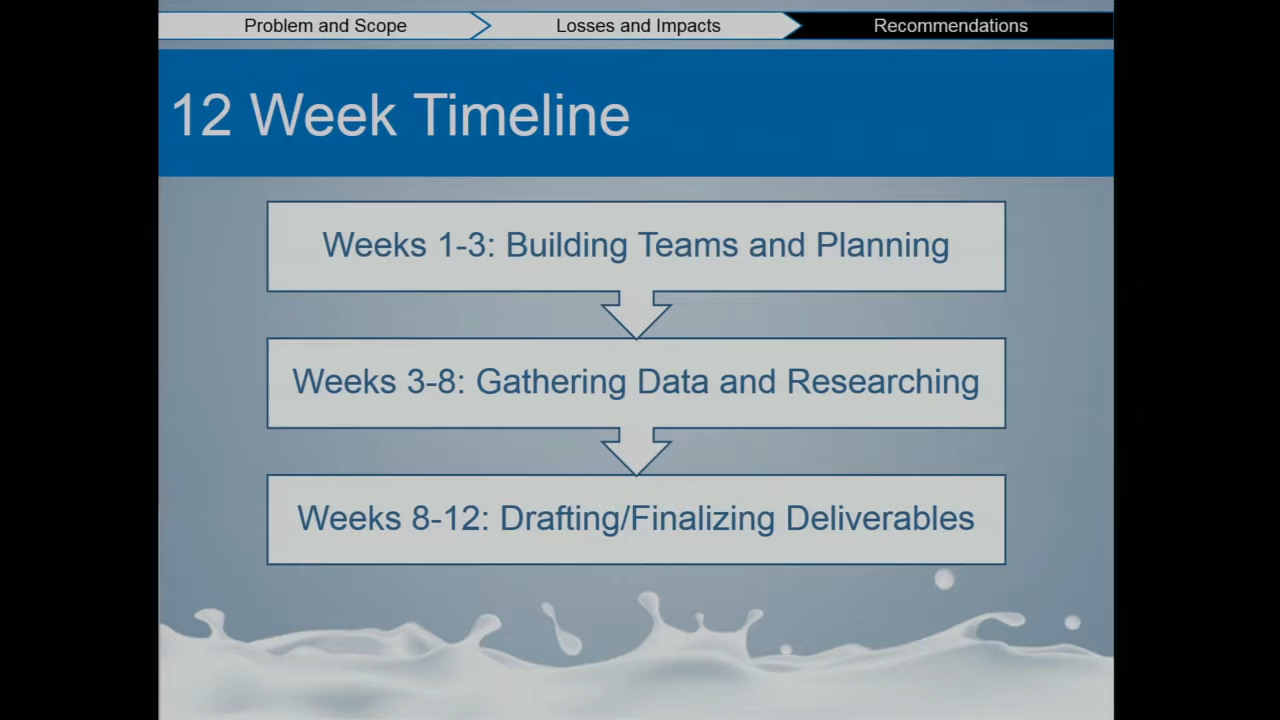 Problem and Scope
Losses and Impacts
Recommendations
12 Week Timeline
Weeks 1-3: Building Teams and Planning
Weeks 3-8: Gathering Data and Researching
Weeks 8-12: Drafting/Finalizing Deliverables